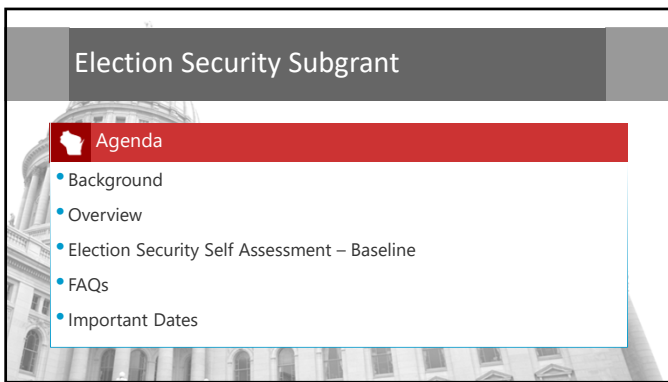 Election Security Subgrant
Agenda
• Background
• Overview
• Election Security Self Assessment – Baseline
• FAQs
• Important Dates